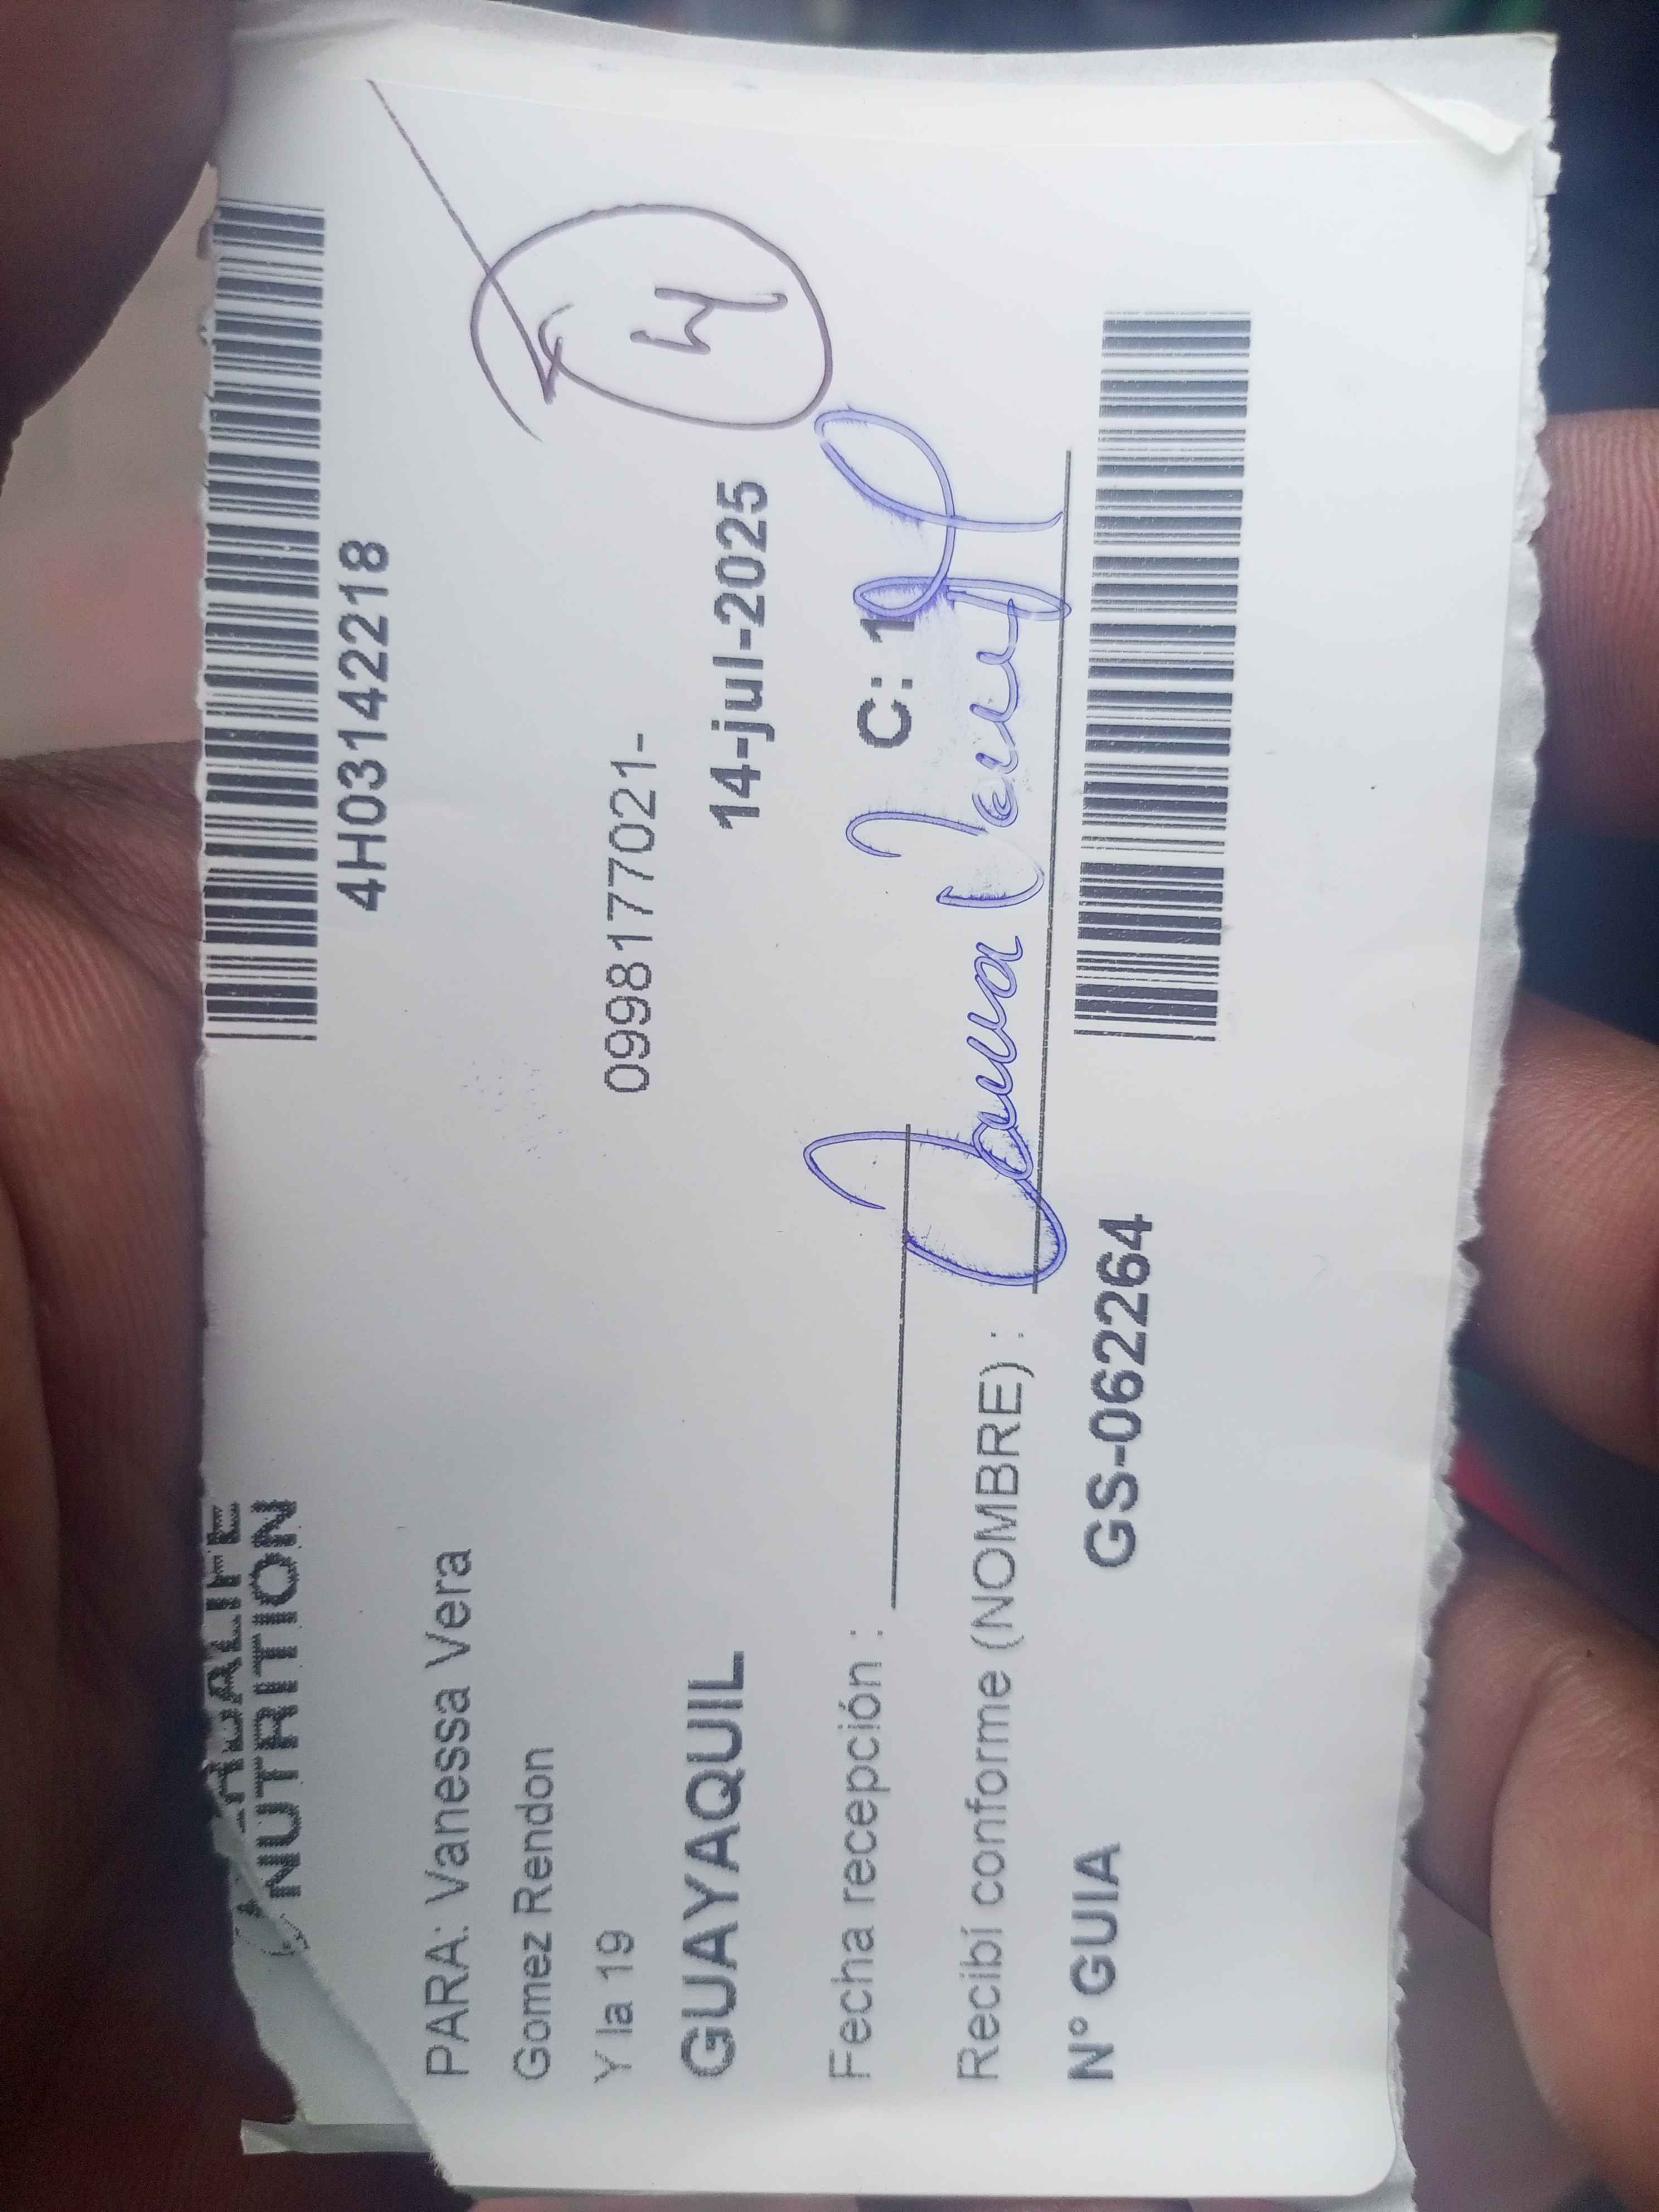 NUTRITION
4H03142218
PARA: Vanessa Vera
Gomez Rendon
Y la 19
0998177021-
GUAYAQUIL
14-jul-2025
C: 1
Fecha recepción :
Recibí conforme (NOMBRE) :
N° GUIA
GS-062264